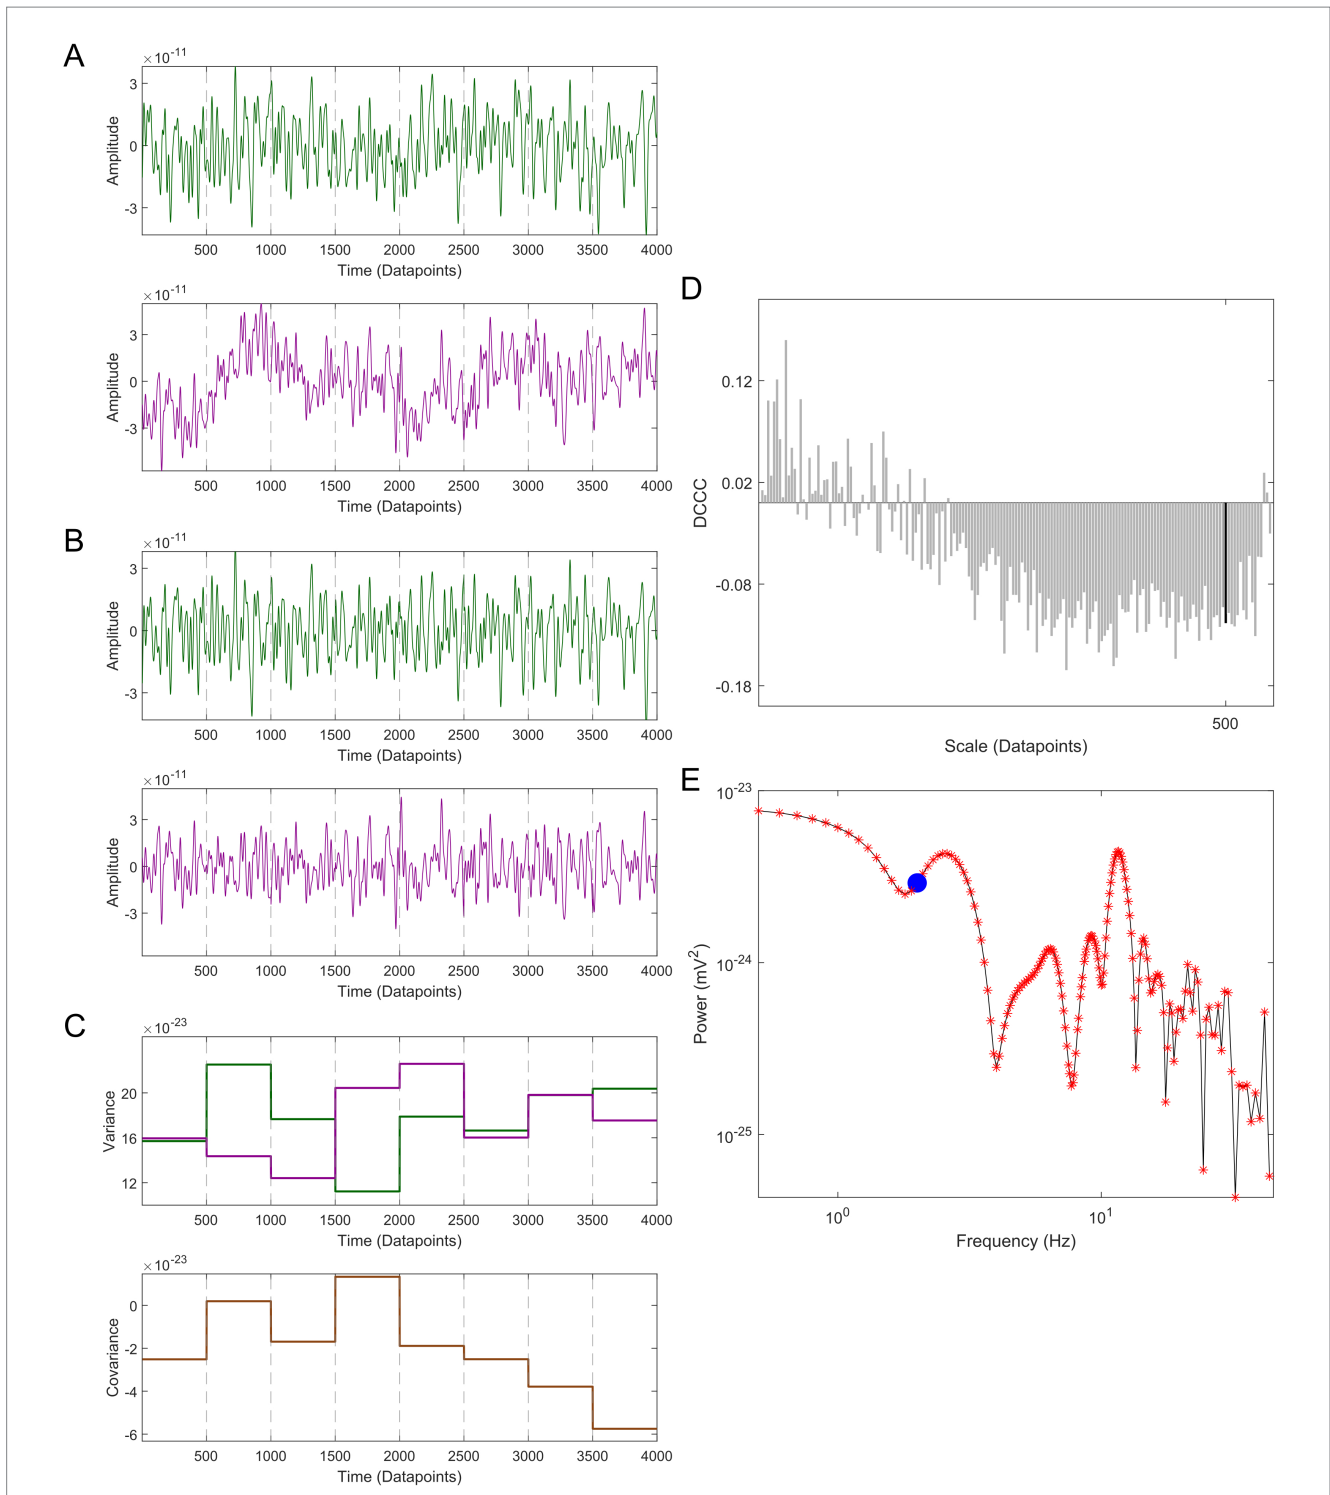 A
×10-11
3
0
-3
Amplitude
500 1000 1500 2000 2500 3000 3500 4000
Time (Datapoints)
×10-11
3
0
-3
Amplitude
500 1000 1500 2000 2500 3000 3500 4000
Time (Datapoints)
B
×10-11
3
0
-3
Amplitude
500 1000 1500 2000 2500 3000 3500 4000
Time (Datapoints)
×10-11
3
0
-3
Amplitude
500 1000 1500 2000 2500 3000 3500 4000
Time (Datapoints)
C
×10-23
20
16
12
Variance
500 1000 1500 2000 2500 3000 3500 4000
Time (Datapoints)
×10-23
0
-2
-4
-6
Covariance
500 1000 1500 2000 2500 3000 3500 4000
Time (Datapoints)
D
0.12
0.02
-0.08
-0.18
DCCC
500
Scale (Datapoints)
E
10-23
10-24
10-25
Power (mV2)
100 101
Frequency (Hz)